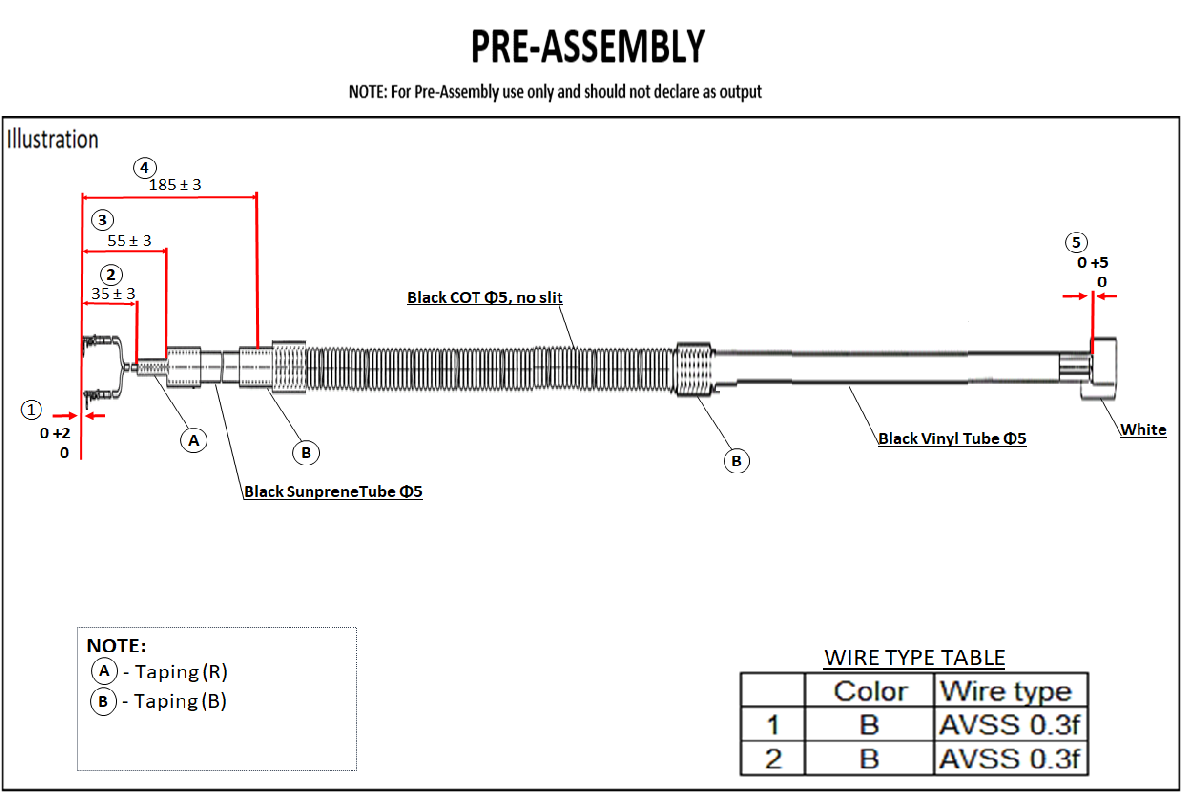 PRE-ASSEMBLY
NOTE: For Pre-Assembly use only and should not declare as output
Illustration
4
185 ± 3
3
55 ± 3
2
35 ± 3
5
0 +5
0
Black COT Φ5, no slit
1
0 +2
0
A
B
B
Black SunpreneTube Φ5
Black Vinyl Tube Φ5
White
NOTE:
A - Taping (R)
B - Taping (B)
WIRE TYPE TABLE
Color Wire type
1 B AVSS 0.3f
2 B AVSS 0.3f